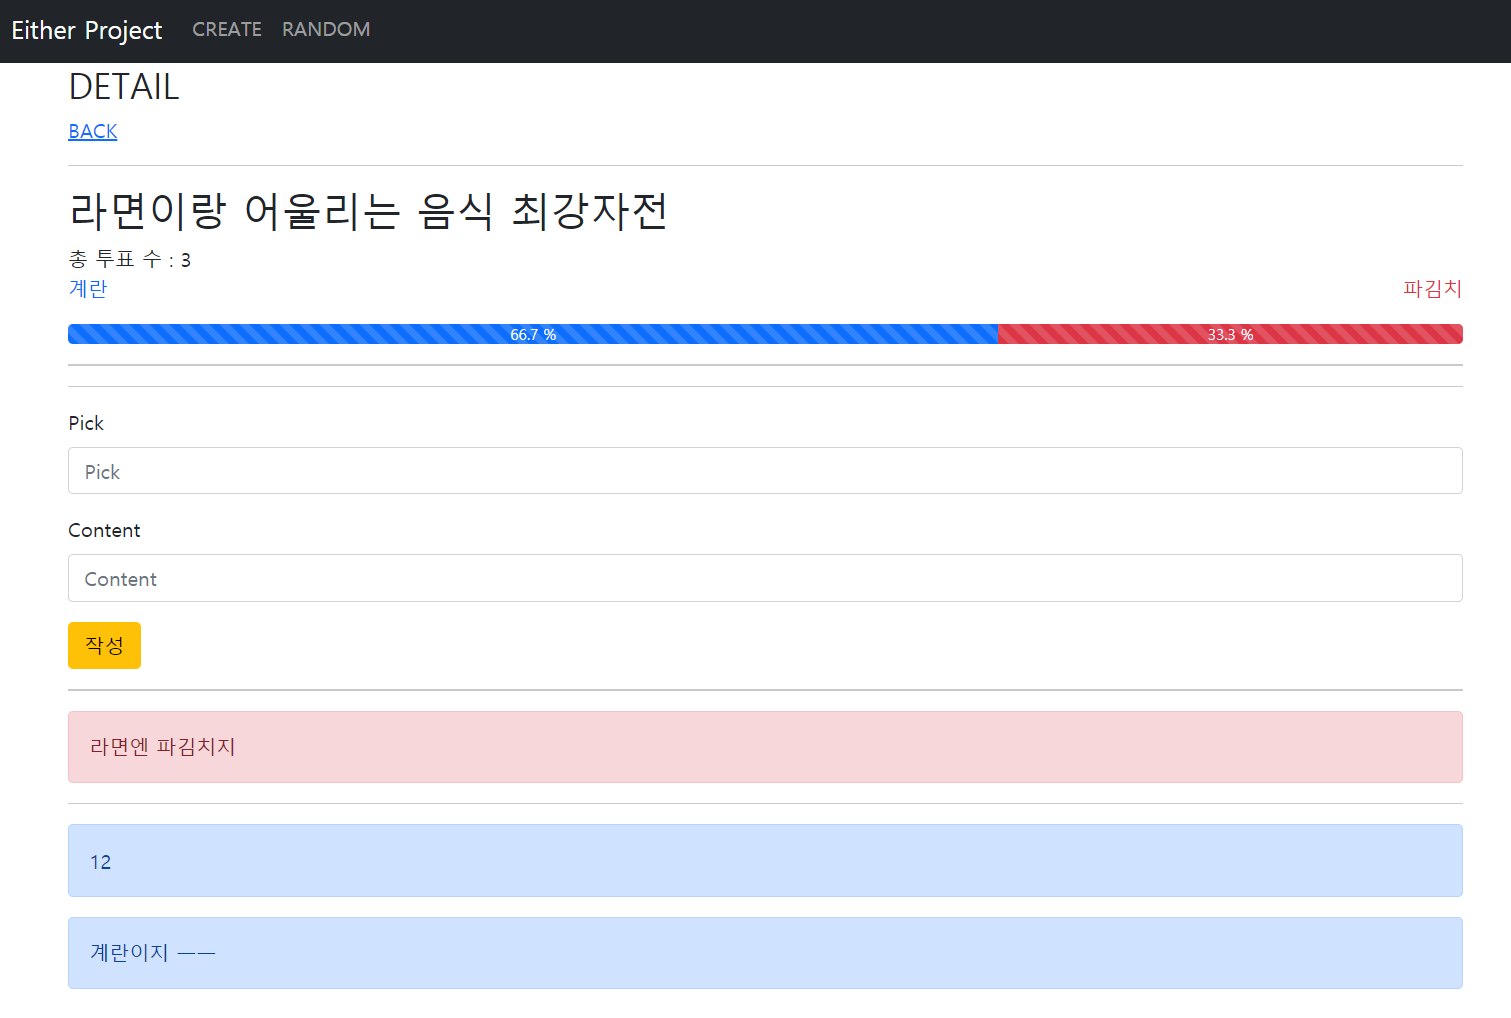 Either Project CREATE RANDOM
DETAIL
BACK
라면이랑 어울리는 음식 최강자전
총 투표 수 : 3
계란 파김치
66.7 % 33.3 %
Pick
Pick
Content
Content
작성
라면엔 파김치지
12
계란이지 ㅡㅡ